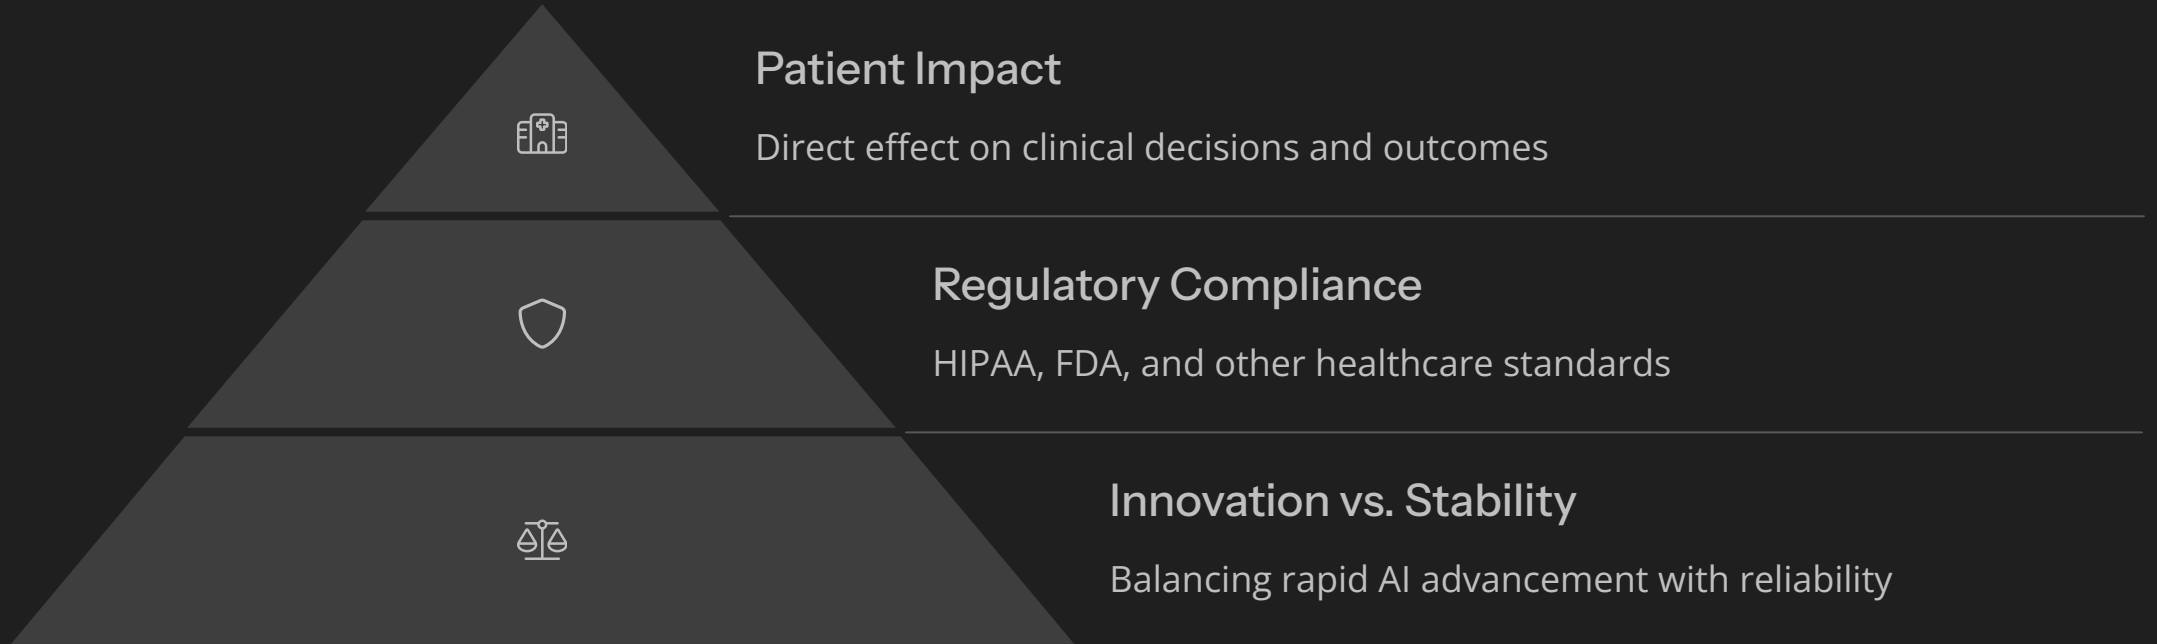 Patient Impact
Direct effect on clinical decisions and outcomes
Regulatory Compliance
HIPAA, FDA, and other healthcare standards
Innovation vs. Stability
Balancing rapid AI advancement with reliability